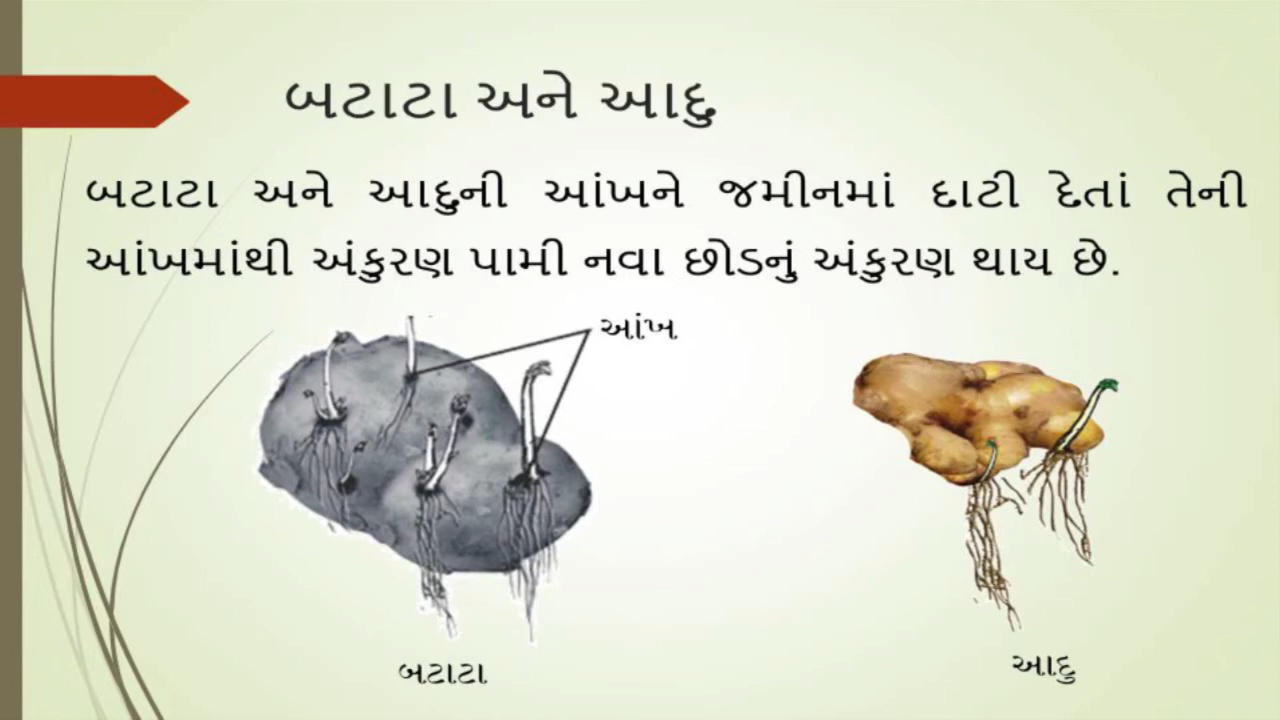 બટાટા અને આદુ
બટાટા અને આદુની આંખને જમીનમાં દાટી દેતાં તેની
આંખમાંથી અંકુરણ પામી નવા છોડનું અંકુરણ થાય છે.
આંખ
બટાટા
આદુ